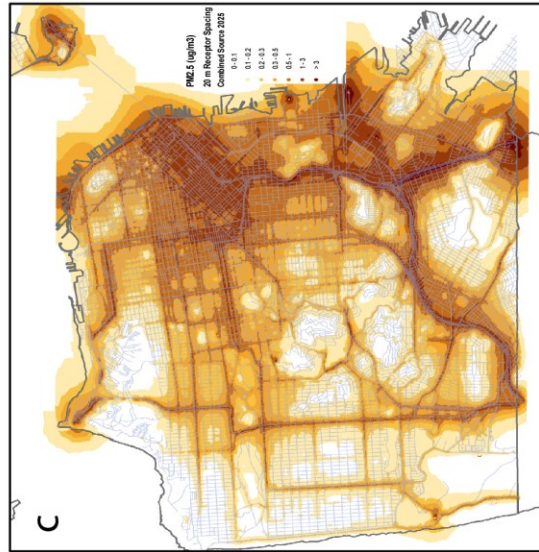 C
PM2.5 (ug/m3)
20 m Receptor Spacing
Combined Source 2025
0 - 0.1
0.1 - 0.2
0.2 - 0.3
0.3 - 0.5
0.5 - 1
1 - 3
> 3